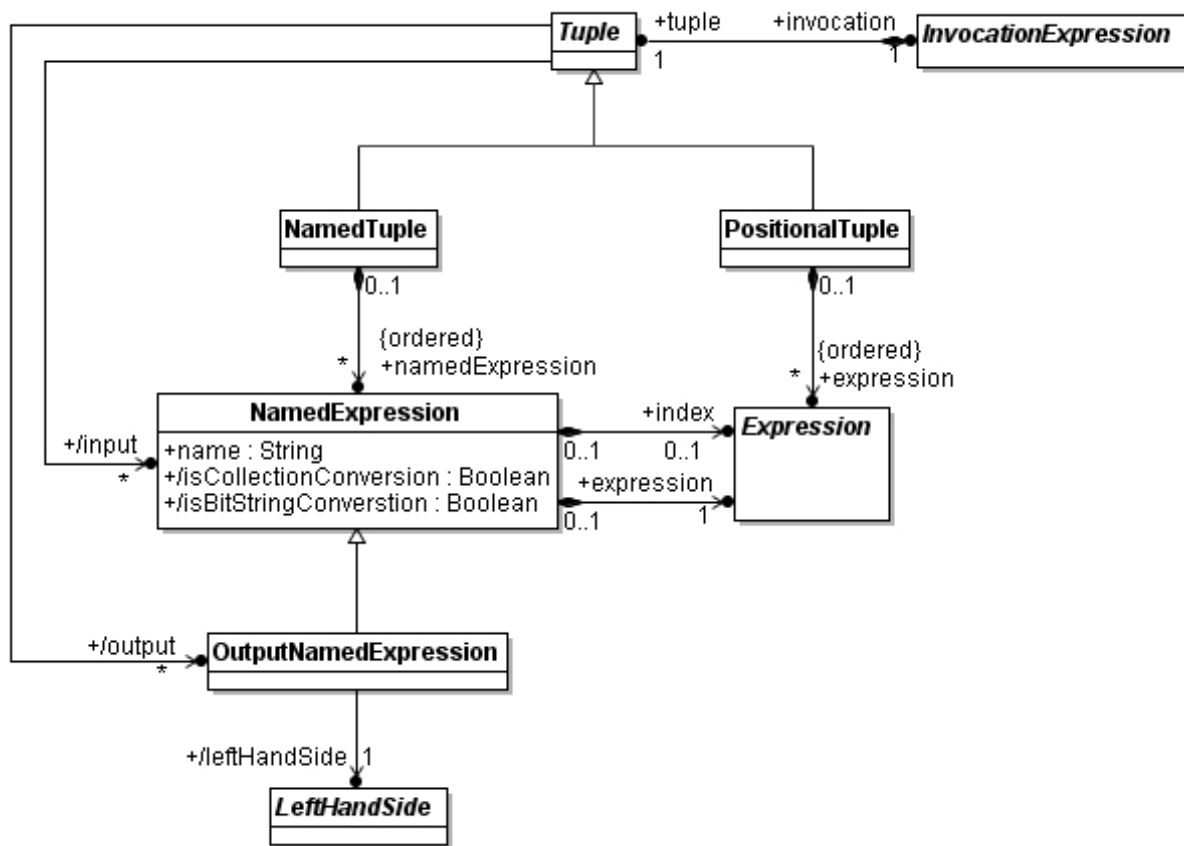 Tuple
+tuple
1
+invocation
1
InvocationExpression
NamedTuple
0..1
PositionalTuple
0..1
{ordered}
*
+namedExpression
{ordered}
*
+expression
NamedExpression
+name : String
+/isCollectionConversion : Boolean
+/isBitStringConverstion : Boolean
+/input
*
+index
0..1
0..1
+expression
0..1
1
Expression
+/output
*
OutputNamedExpression
+/leftHandSide
1
LeftHandSide